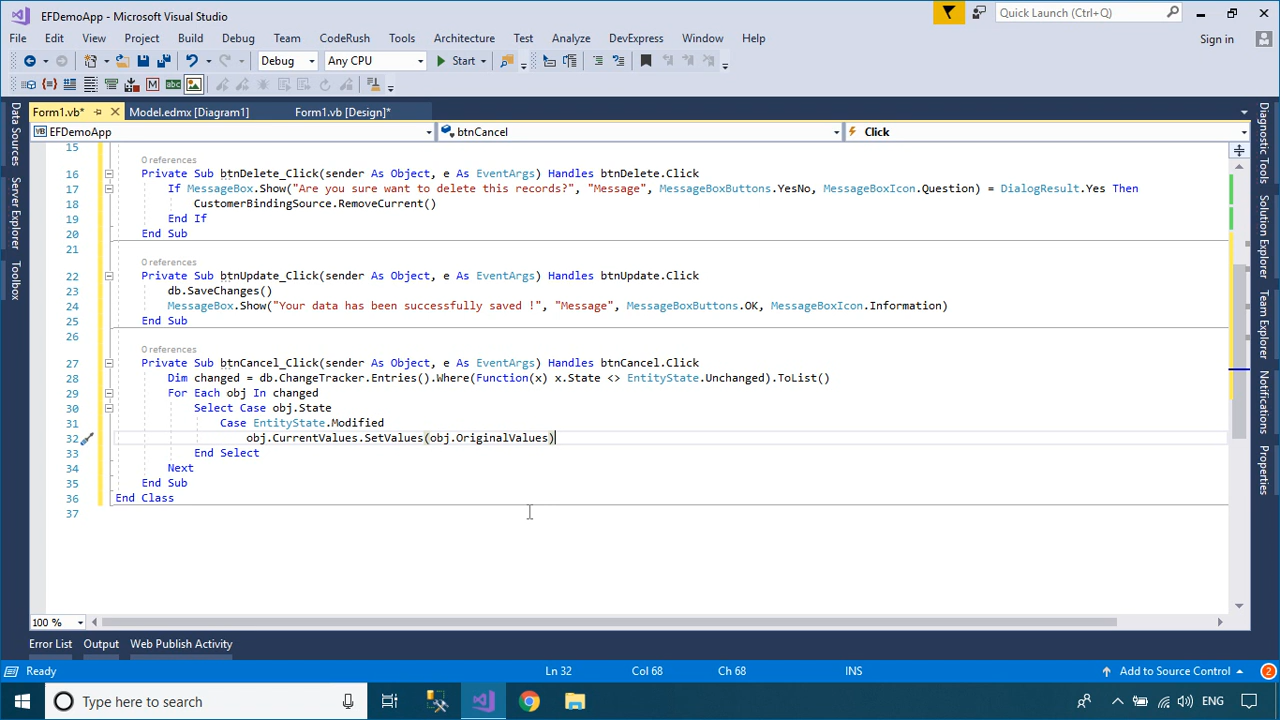 EFDemoApp - Microsoft Visual Studio
Quick Launch (Ctrl+Q)
File Edit View Project Build Debug Team CodeRush Tools Architecture Test Analyze DevExpress Window Help
Sign in
Debug Any CPU Start
Form1.vb* Model.edmx [Diagram1] Form1.vb [Design]*
EFDemoApp btnCancel Click
15
0 references
16 Private Sub btnDelete_Click(sender As Object, e As EventArgs) Handles btnDelete.Click
17 If MessageBox.Show("Are you sure want to delete this records?", "Message", MessageBoxButtons.YesNo, MessageBoxIcon.Question) = DialogResult.Yes Then
18 CustomerBindingSource.RemoveCurrent()
19 End If
20 End Sub
21
0 references
22 Private Sub btnUpdate_Click(sender As Object, e As EventArgs) Handles btnUpdate.Click
23 db.SaveChanges()
24 MessageBox.Show("Your data has been successfully saved !", "Message", MessageBoxButtons.OK, MessageBoxIcon.Information)
25 End Sub
26
0 references
27 Private Sub btnCancel_Click(sender As Object, e As EventArgs) Handles btnCancel.Click
28 Dim changed = db.ChangeTracker.Entries().Where(Function(x) x.State <> EntityState.Unchanged).ToList()
29 For Each obj In changed
30 Select Case obj.State
31 Case EntityState.Modified
32 obj.CurrentValues.SetValues(obj.OriginalValues)
33 End Select
34 Next
35 End Sub
36 End Class
37
Data Sources
Server Explorer
Toolbox
Diagnostic Tools
Solution Explorer
Team Explorer
Notifications
Properties
100 %
Error List Output Web Publish Activity
Ready Ln 32 Col 68 Ch 68 INS Add to Source Control 2
Type here to search
ENG